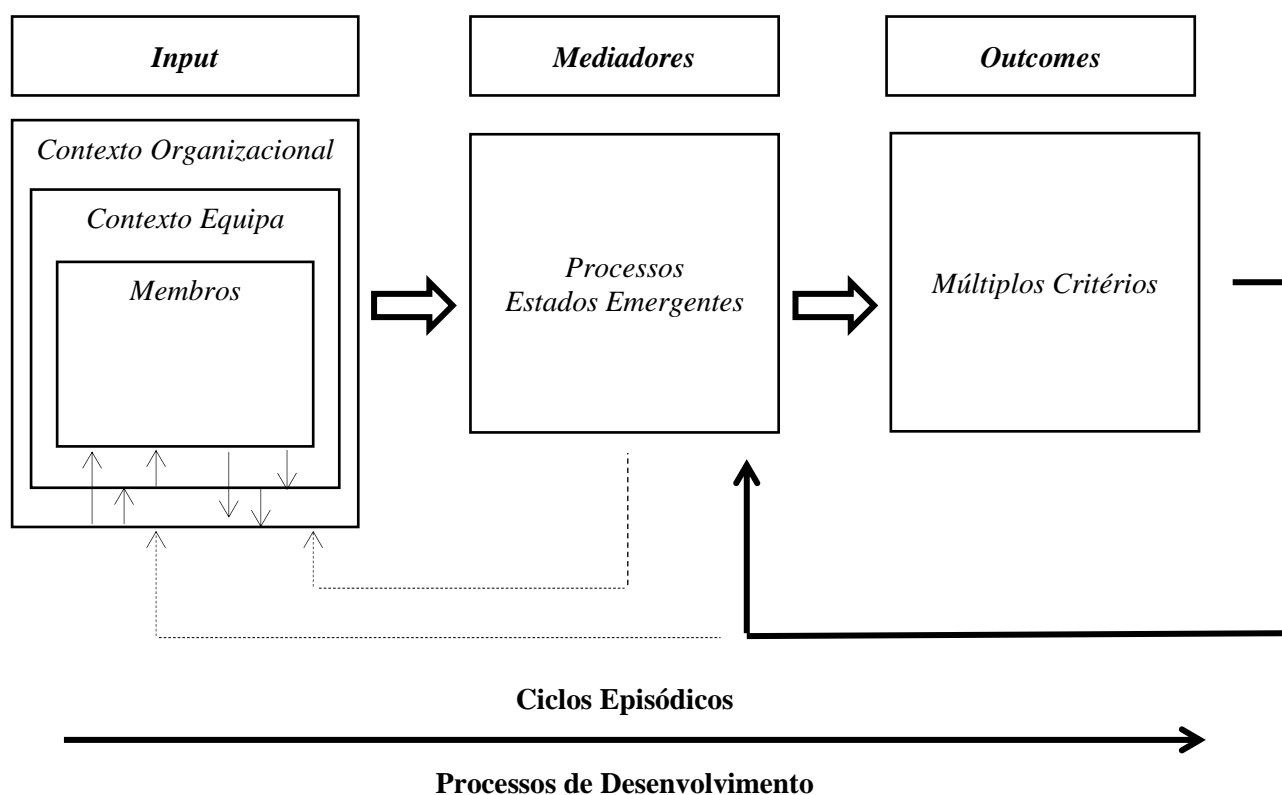 Input
Mediadores
Outcomes
Contexto Organizacional
Contexto Equipa
Membros
Processos
Estados Emergentes
Múltiplos Critérios
Ciclos Episódicos
Processos de Desenvolvimento